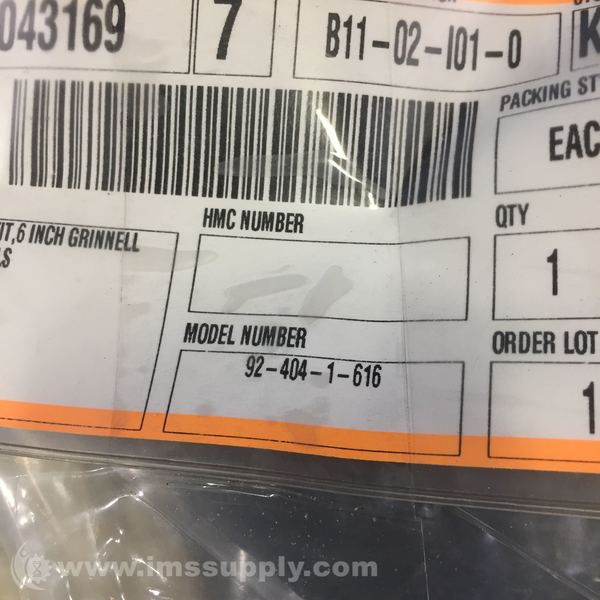 043169 7 B11-02-I01-0 K
PACKING ST
EAC
IT,6 INCH GRINNELL
LS
HMC NUMBER
QTY
1
MODEL NUMBER
92-404-1-616
ORDER LOT
1
www.imssupply.com